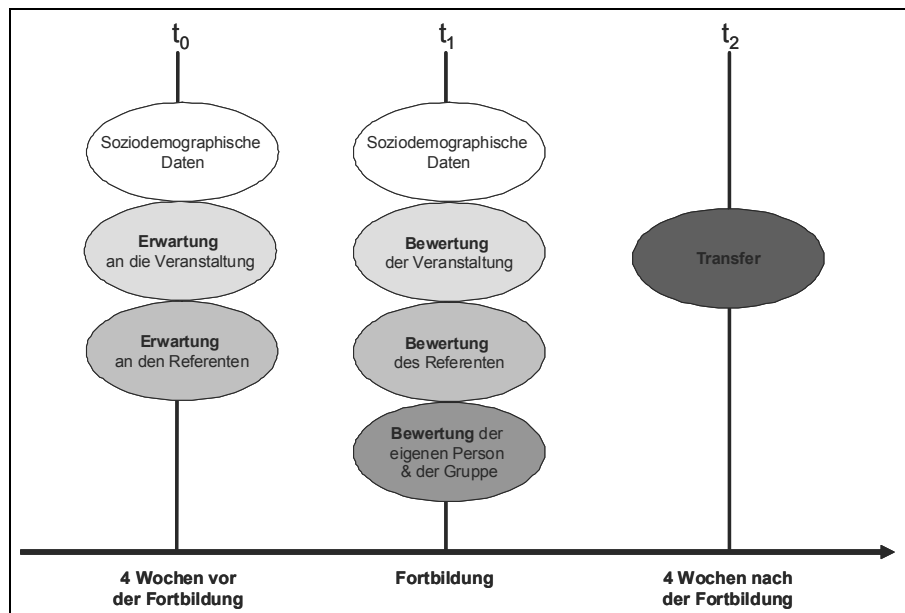 t0
t1
t2
Soziodemographische
Daten
Erwartung
an die Veranstaltung
Erwartung
an den Referenten
Soziodemographische
Daten
Bewertung
der Veranstaltung
Bewertung
des Referenten
Bewertung der
eigenen Person
& der Gruppe
Transfer
4 Wochen vor
der Fortbildung
Fortbildung
4 Wochen nach
der Fortbildung